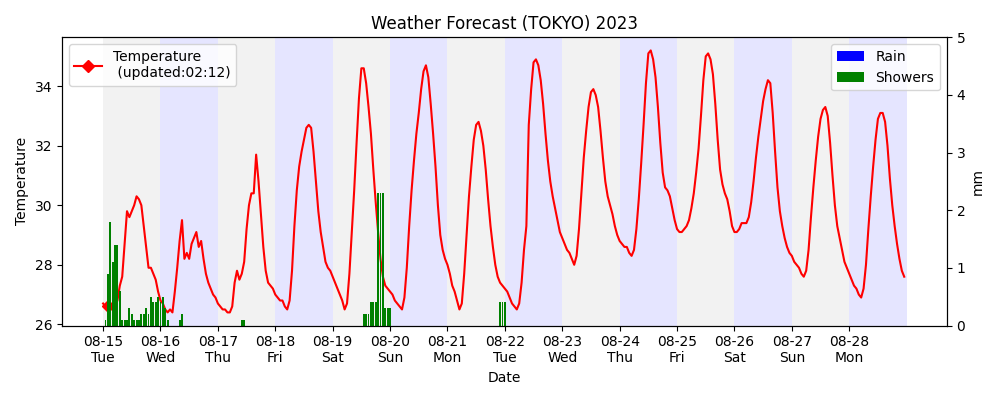 Weather Forecast (TOKYO) 2023
Temperature
(updated:02:12)
Rain
Showers
Temperature
34
32
30
28
26
5
4
3
2
1
0
mm
08-15 08-16 08-17 08-18 08-19 08-20 08-21 08-22 08-23 08-24 08-25 08-26 08-27 08-28
Tue Wed Thu Fri Sat Sun Mon Tue Wed Thu Fri Sat Sun Mon
Date